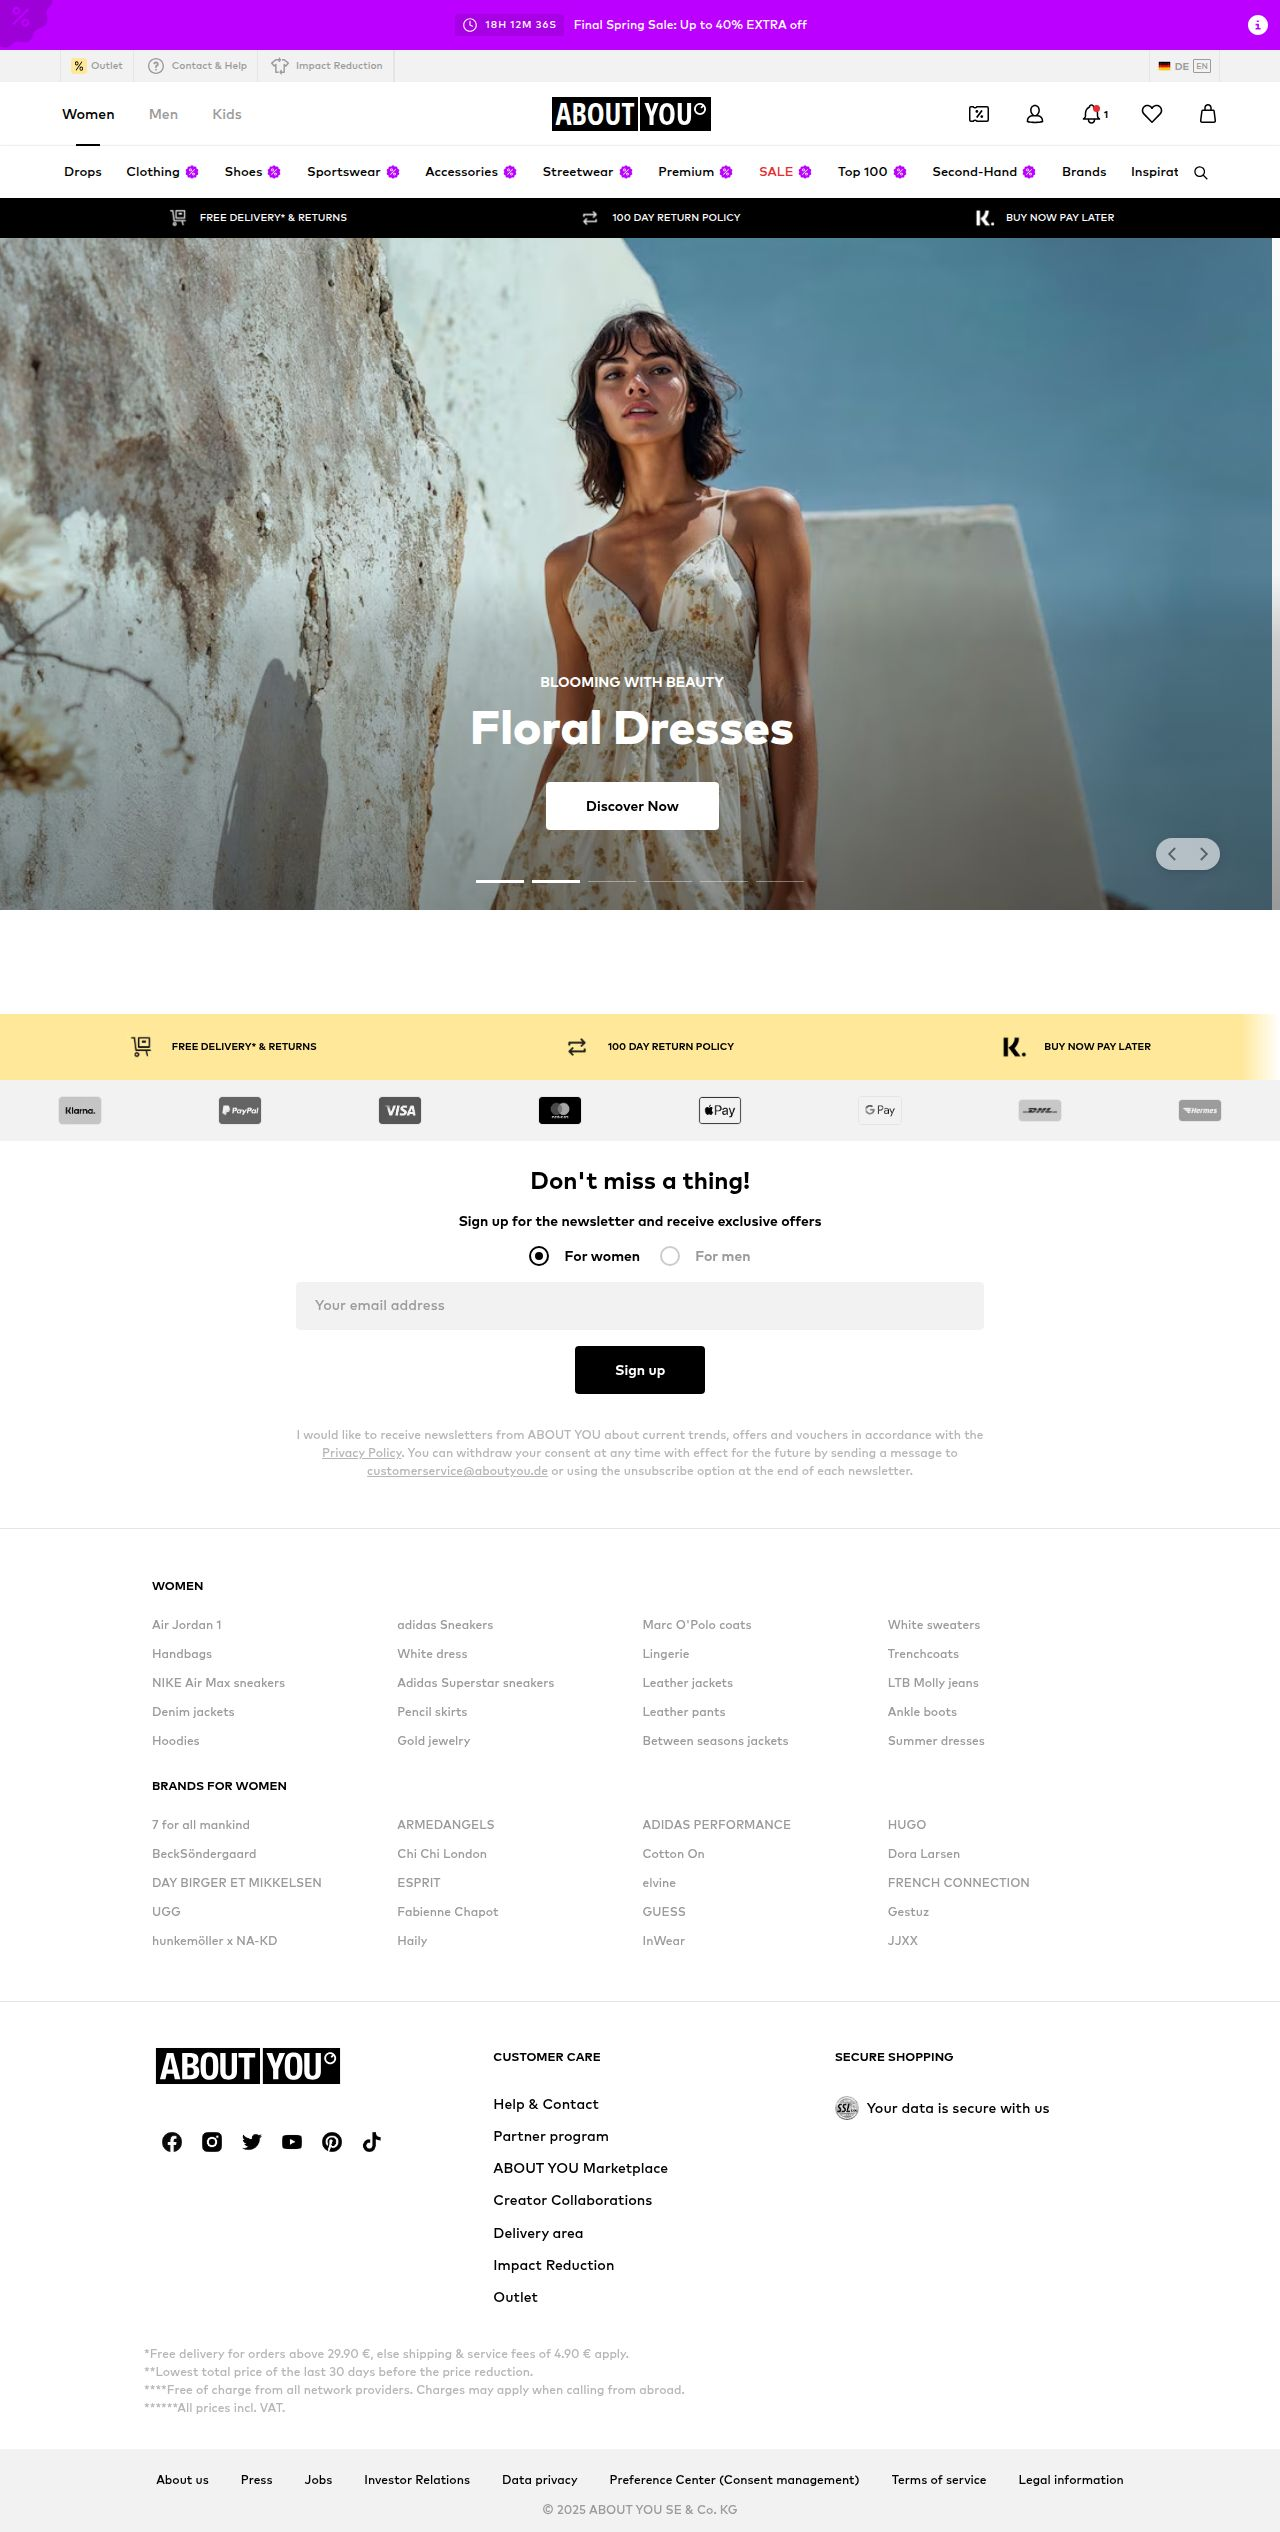 18H 12M 36S Final Spring Sale: Up to 40% EXTRA off
Outlet Contact & Help Impact Reduction DE EN
Women Men Kids ABOUT YOU 1
Drops Clothing Shoes Sportswear Accessories Streetwear Premium SALE Top 100 Second-Hand Brands Inspirat
FREE DELIVERY* & RETURNS 100 DAY RETURN POLICY K. BUY NOW PAY LATER
BLOOMING WITH BEAUTY
Floral Dresses
Discover Now
FREE DELIVERY* & RETURNS 100 DAY RETURN POLICY K. BUY NOW PAY LATER
Klarna. PayPal VISA Pay G Pay DHL Hermes
Don't miss a thing!
Sign up for the newsletter and receive exclusive offers
For women For men
Your email address
Sign up
I would like to receive newsletters from ABOUT YOU about current trends, offers and vouchers in accordance with the
Privacy Policy. You can withdraw your consent at any time with effect for the future by sending a message to
customerservice@aboutyou.de or using the unsubscribe option at the end of each newsletter.
WOMEN
Air Jordan 1 adidas Sneakers Marc O'Polo coats White sweaters
Handbags White dress Lingerie Trenchcoats
NIKE Air Max sneakers Adidas Superstar sneakers Leather jackets LTB Molly jeans
Denim jackets Pencil skirts Leather pants Ankle boots
Hoodies Gold jewelry Between seasons jackets Summer dresses
BRANDS FOR WOMEN
7 for all mankind ARMEDANGELS ADIDAS PERFORMANCE HUGO
BeckSöndergaard Chi Chi London Cotton On Dora Larsen
DAY BIRGER ET MIKKELSEN ESPRIT elvine FRENCH CONNECTION
UGG Fabienne Chapot GUESS Gestuz
hunkemöller x NA-KD Haily InWear JJXX
ABOUT YOU
CUSTOMER CARE
Help & Contact
Partner program
ABOUT YOU Marketplace
Creator Collaborations
Delivery area
Impact Reduction
Outlet
SECURE SHOPPING
SSL Your data is secure with us
*Free delivery for orders above 29.90 €, else shipping & service fees of 4.90 € apply.
**Lowest total price of the last 30 days before the price reduction.
****Free of charge from all network providers. Charges may apply when calling from abroad.
******All prices incl. VAT.
About us Press Jobs Investor Relations Data privacy Preference Center (Consent management) Terms of service Legal information
© 2025 ABOUT YOU SE & Co. KG